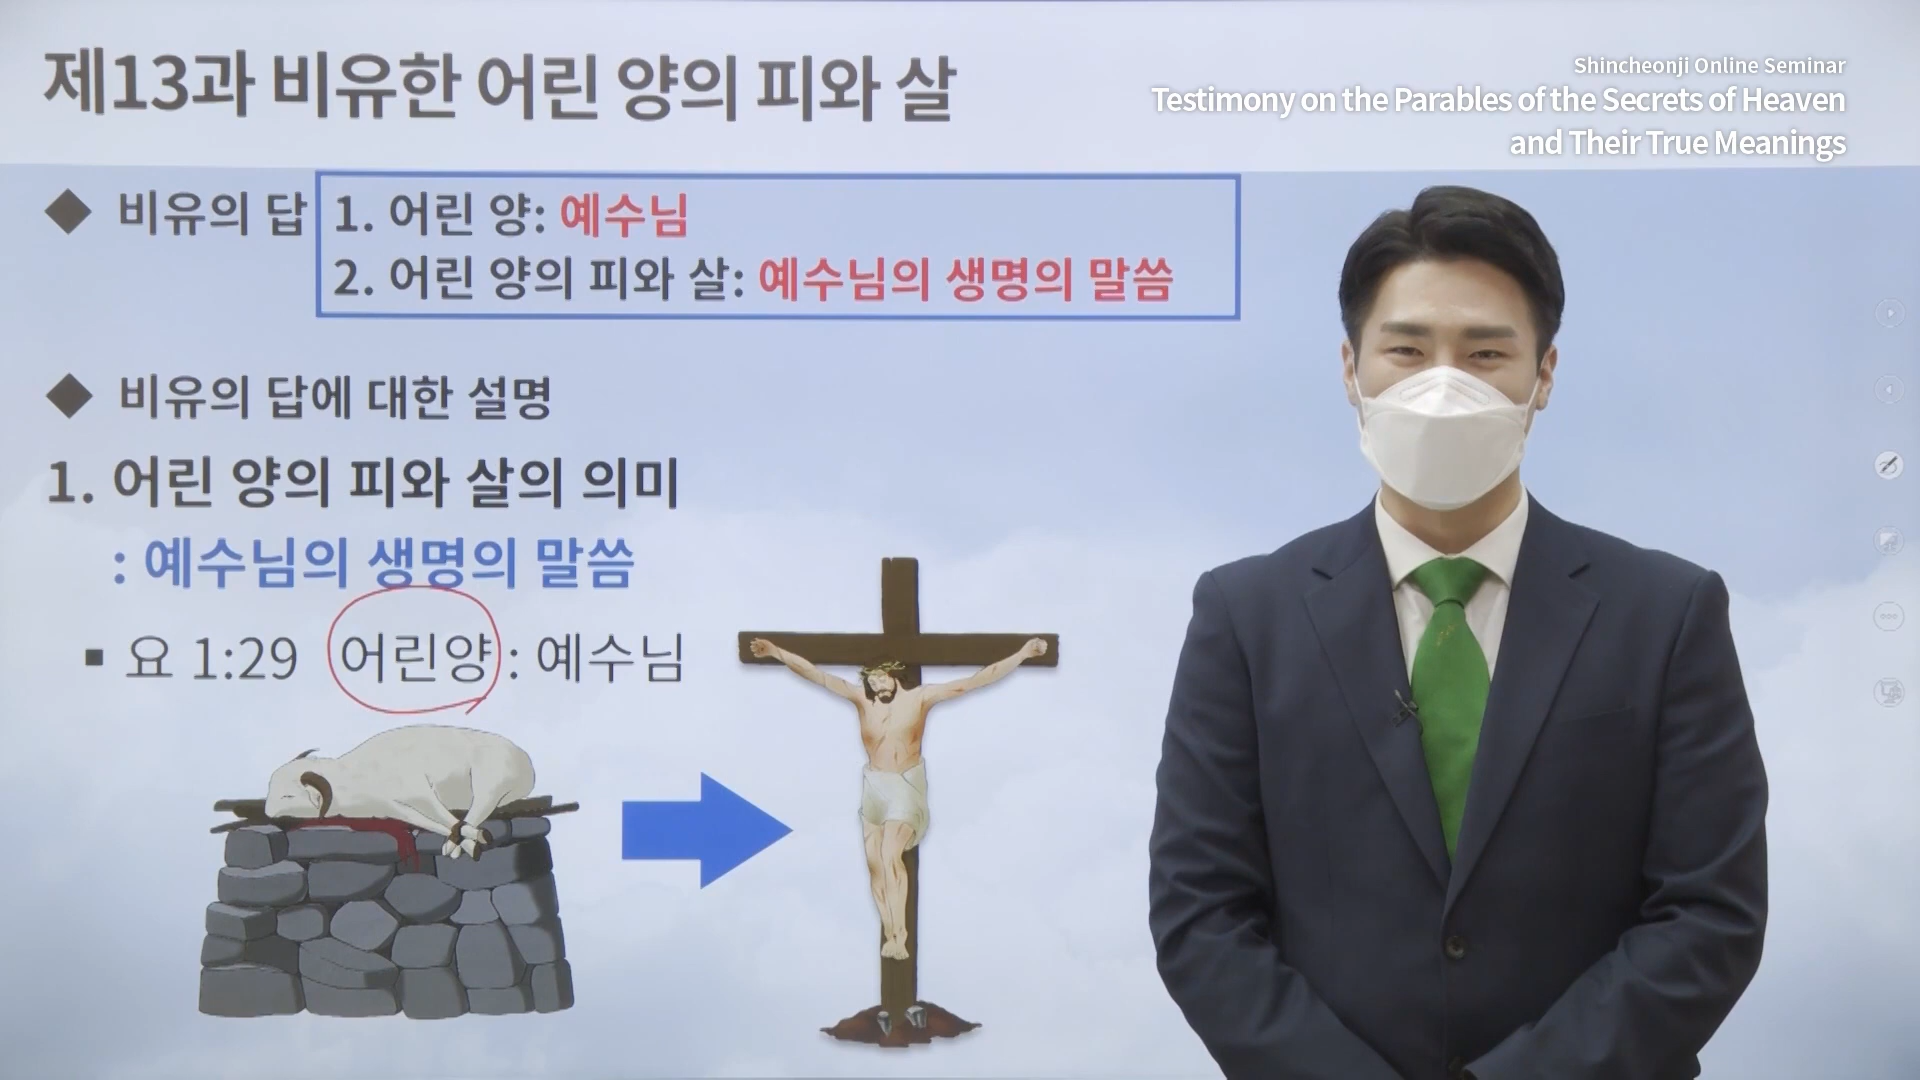 제13과 비유한 어린 양의 피와 살
Shincheonji Online Seminar
Testimony on the Parables of the Secrets of Heaven
and Their True Meanings
◆ 비유의 답
1. 어린 양: 예수님
2. 어린 양의 피와 살: 예수님의 생명의 말씀
◆ 비유의 답에 대한 설명
1. 어린 양의 피와 살의 의미
: 예수님의 생명의 말씀
▪ 요 1:29 어린양 : 예수님